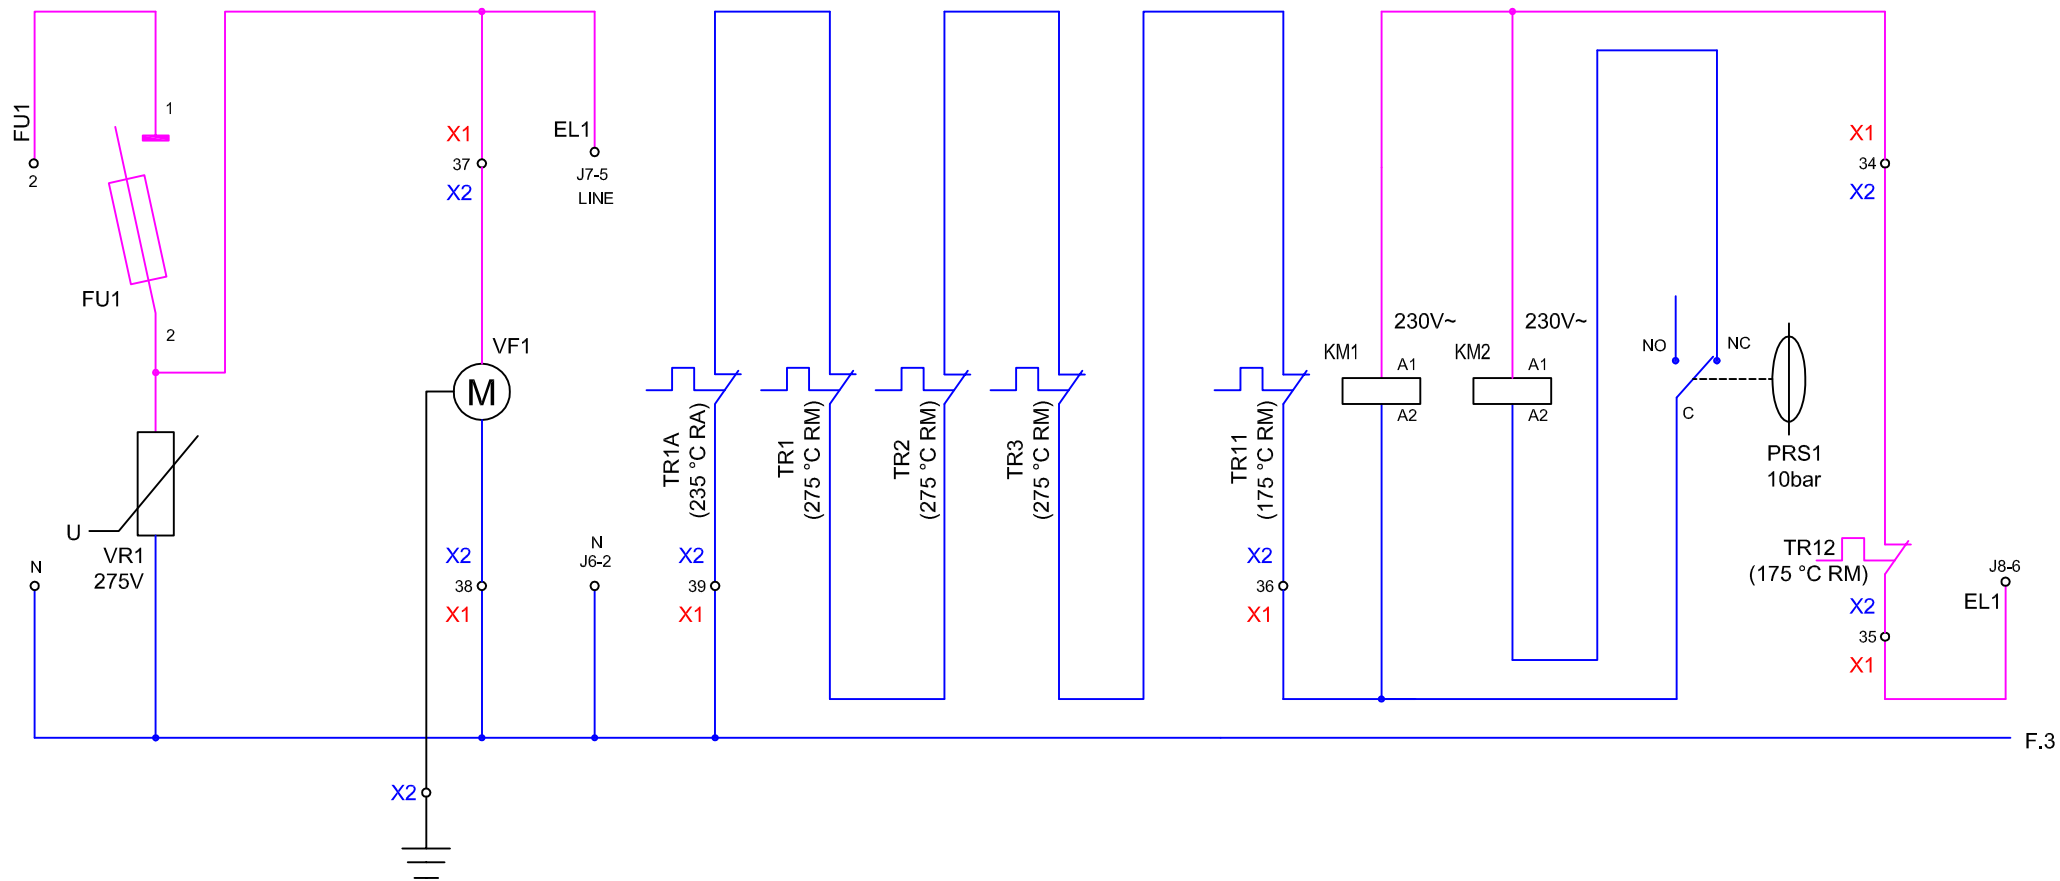 FU1
2
1
FU1
2
U
VR1
275V
N
X1
37
X2
VF1
M
X2
38
X1
X2
EL1
J7-5
LINE
N
J6-2
TR1A
(235 °C RA)
X2
39
X1
TR1
(275 °C RM)
TR2
(275 °C RM)
TR3
(275 °C RM)
TR11
(175 °C RM)
X2
36
X1
230V~
KM1
A1
A2
230V~
KM2
A1
A2
NO
NC
C
PRS1
10bar
X1
34
X2
TR12
(175 °C RM)
X2
35
X1
J8-6
EL1
F.3